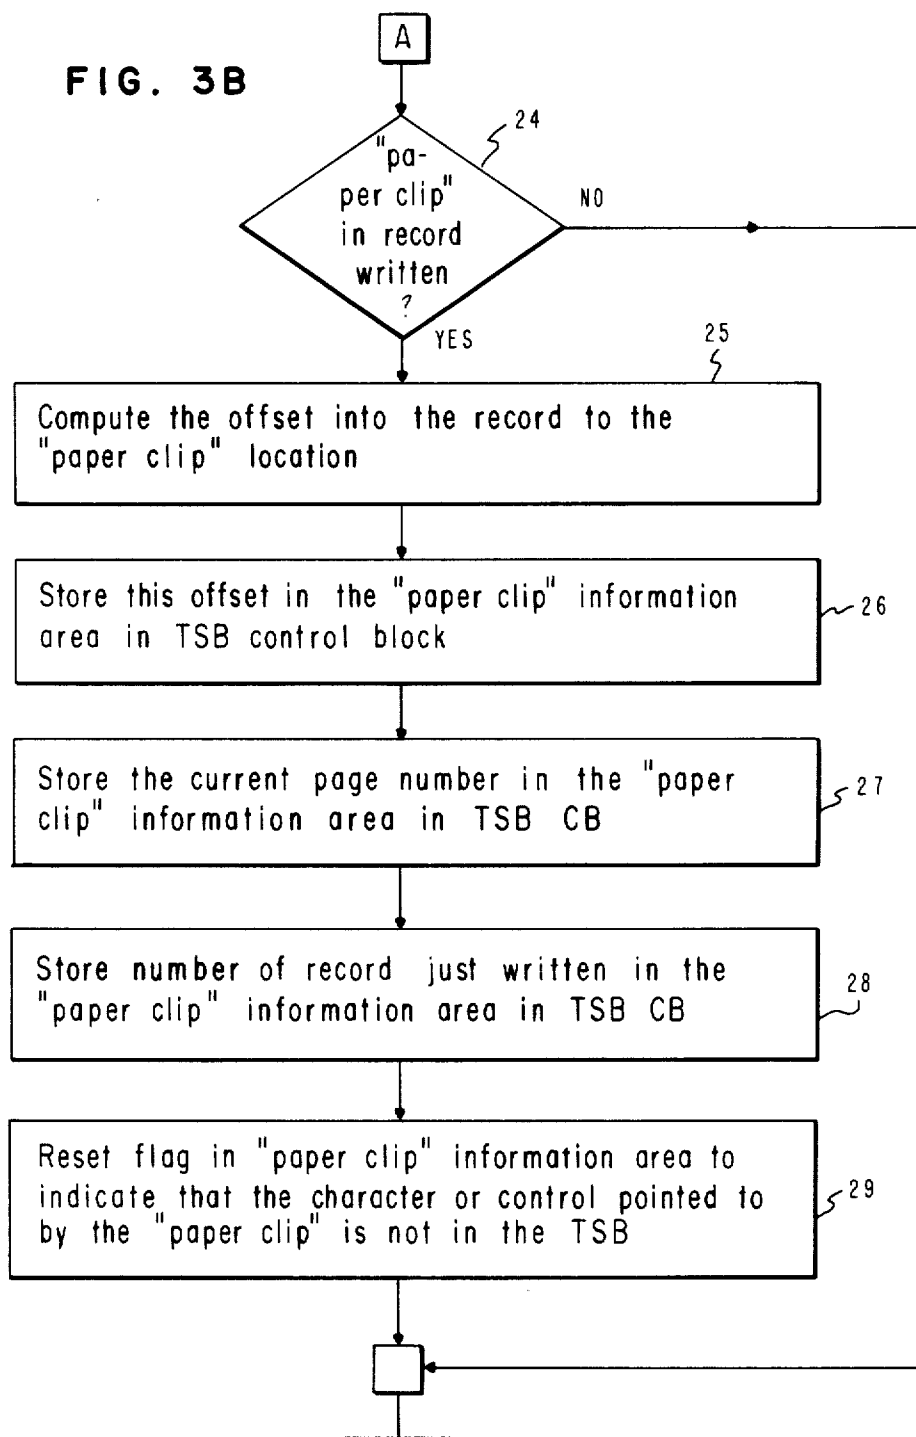 A
FIG. 3B
24
"pa-
per clip"
in record
written
?
NO
YES
25
Compute the offset into the record to the
"paper clip" location
Store this offset in the "paper clip" information
area in TSB control block
26
Store the current page number in the "paper
clip" information area in TSB CB
27
Store number of record just written in the
"paper clip" information area in TSB CB
28
Reset flag in "paper clip" information area to
indicate that the character or control pointed to
by the "paper clip" is not in the TSB
29